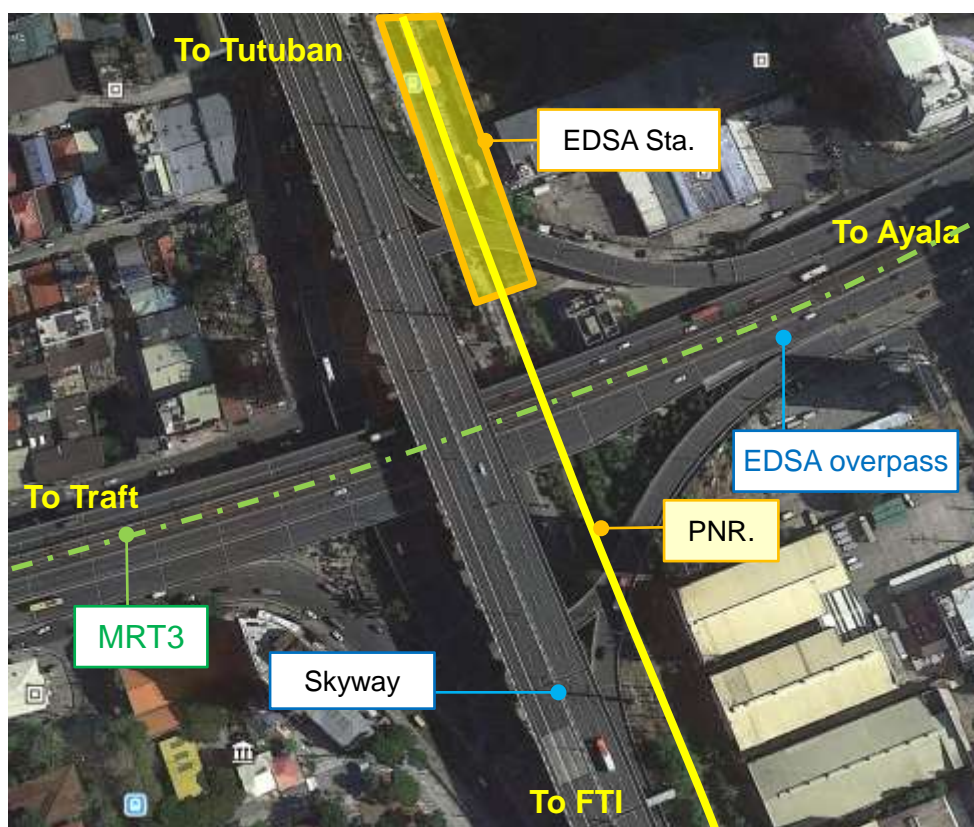 To Tutuban
EDSA Sta.
To Ayala
EDSA overpass
To Traft
PNR.
MRT3
Skyway
To FTI